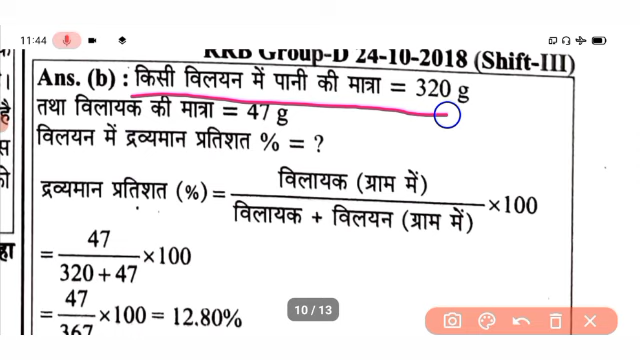 11:44
RRB Group-D 24-10-2018 (Shift-III)
Ans. (b) : किसी विलयन में पानी की मात्रा = 320 g
तथा विलायक की मात्रा = 47 g
विलयन में द्रव्यमान प्रतिशत % = ?
द्रव्यमान प्रतिशत (%) = विलायक (ग्राम में) / विलायक + विलयन (ग्राम में) ×100
= 47 / 320 + 47 ×100
= 47 / 367 ×100 = 12.80%
10 / 13